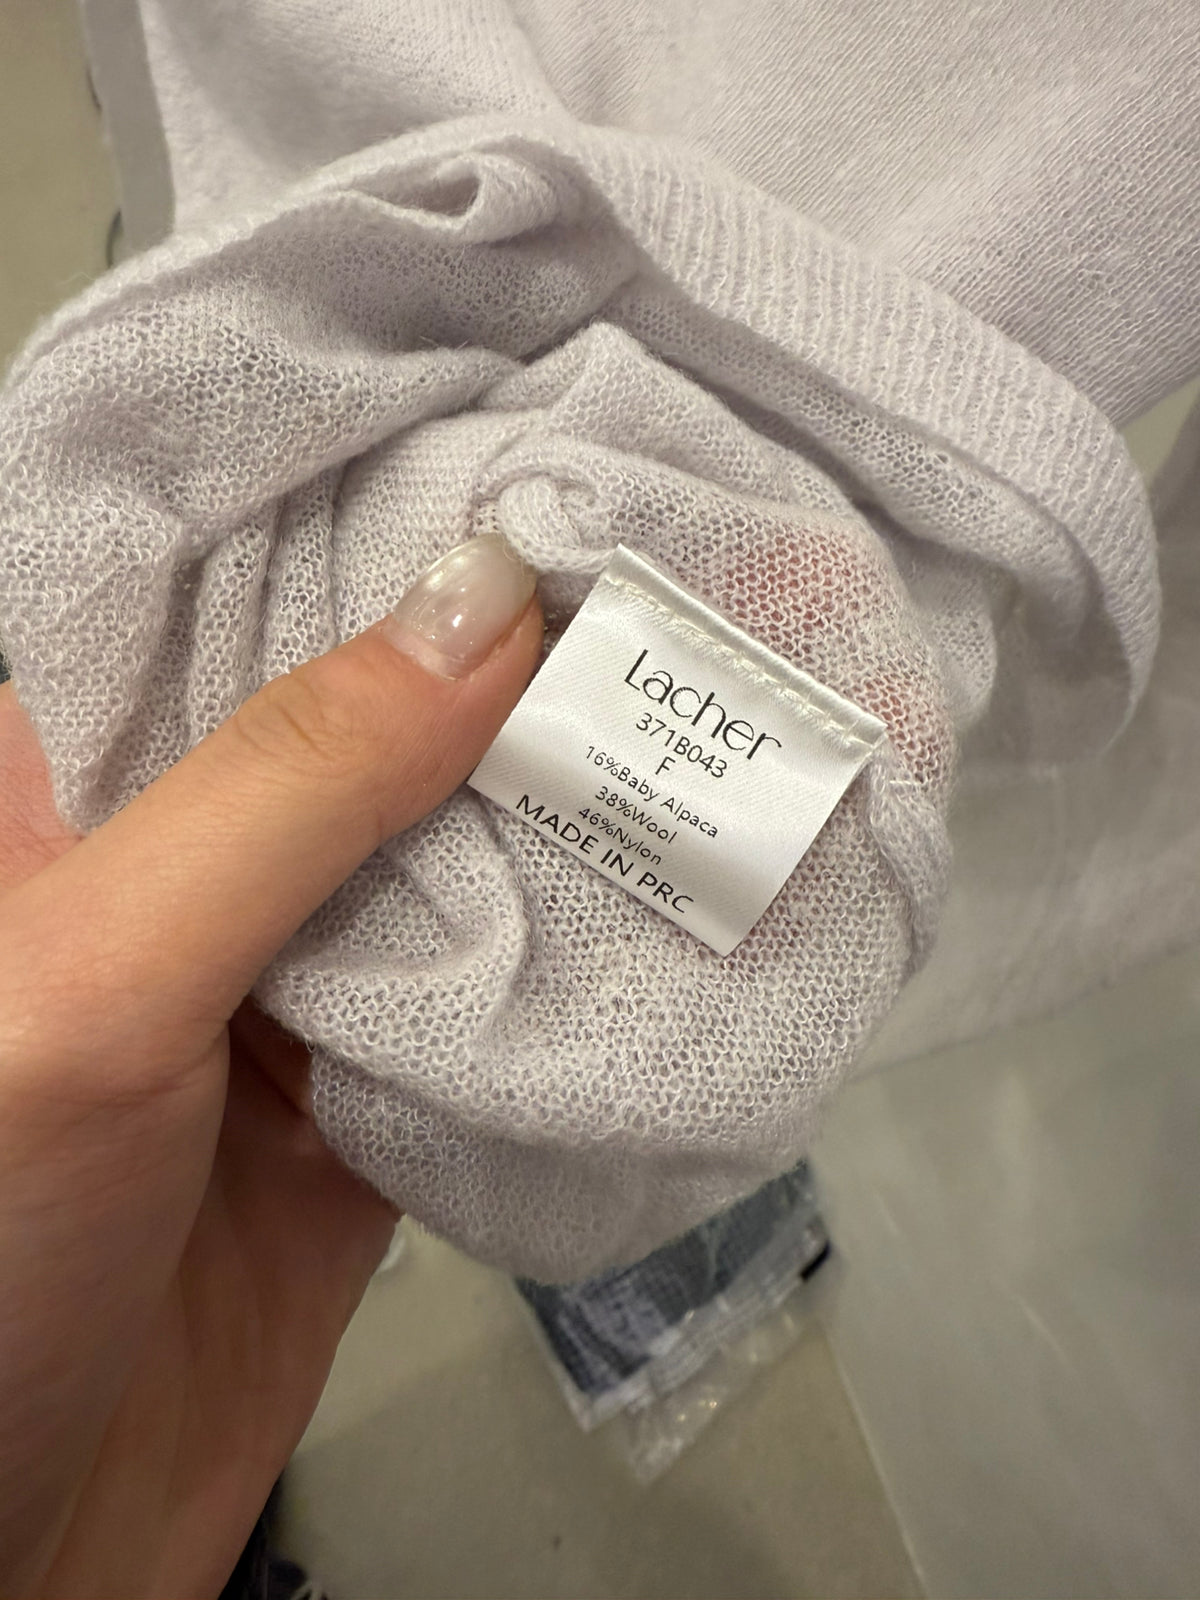 Lacher
371B043
F
16%Baby Alpaca
38%Wool
46%Nylon
MADE IN PRC